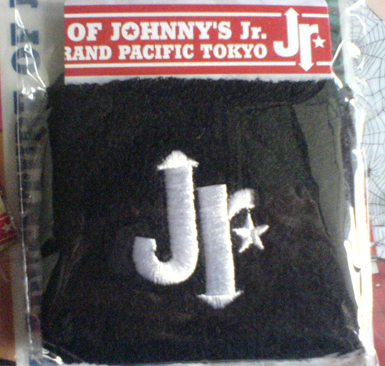 OF JOHNNY'S Jr.
RAND PACIFIC TOKYO
Jr
Jr